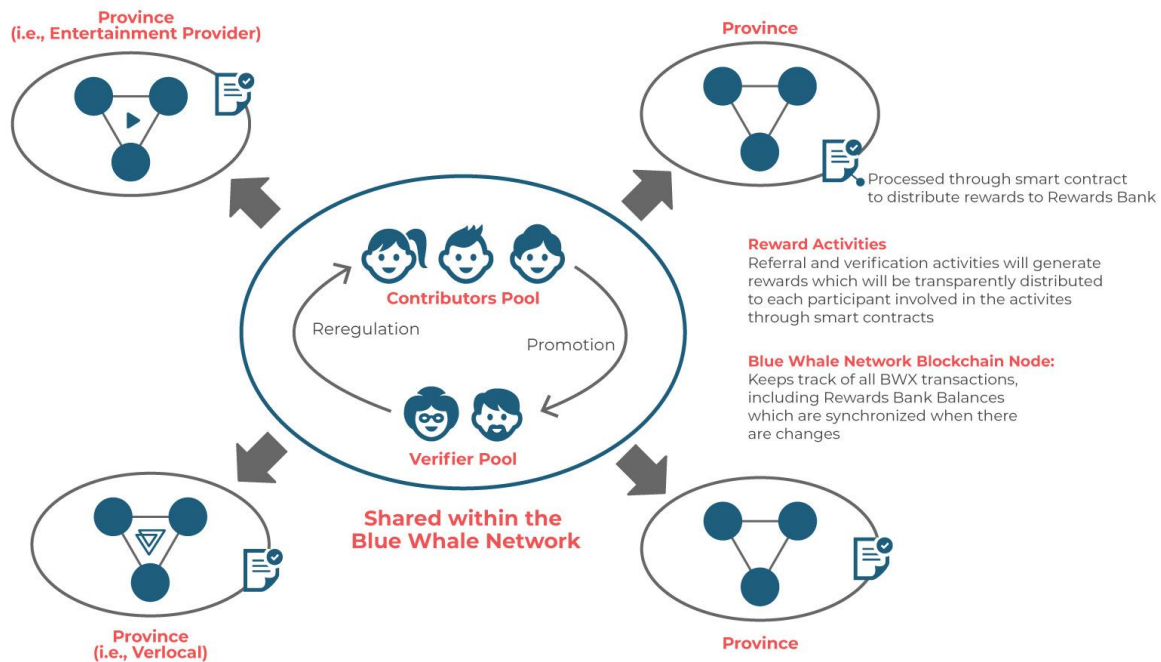 Province
(i.e., Entertainment Provider)
Province
Processed through smart contract
to distribute rewards to Rewards Bank
Reward Activities
Referral and verification activities will generate
rewards which will be transparently distributed
to each participant involved in the activites
through smart contracts
Contributors Pool
Reregulation
Promotion
Blue Whale Network Blockchain Node:
Keeps track of all BWX transactions,
including Rewards Bank Balances
which are synchronized when there
are changes
Verifier Pool
Shared within the
Blue Whale Network
Province
(i.e., Verlocal)
Province